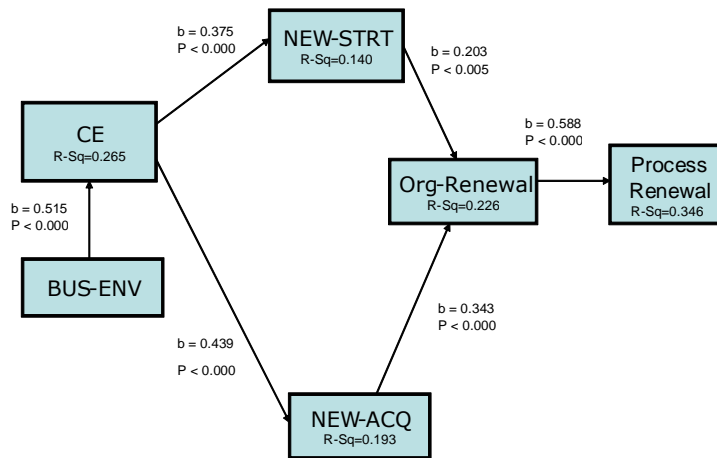 b = 0.375
P < 0.000
NEW-STRT
R-Sq=0.140
b = 0.203
P < 0.005
CE
R-Sq=0.265
b = 0.588
P < 0.000
Org-Renewal
R-Sq=0.226
Process
Renewal
R-Sq=0.346
b = 0.515
P < 0.000
BUS-ENV
b = 0.343
P < 0.000
b = 0.439
P < 0.000
NEW-ACQ
R-Sq=0.193